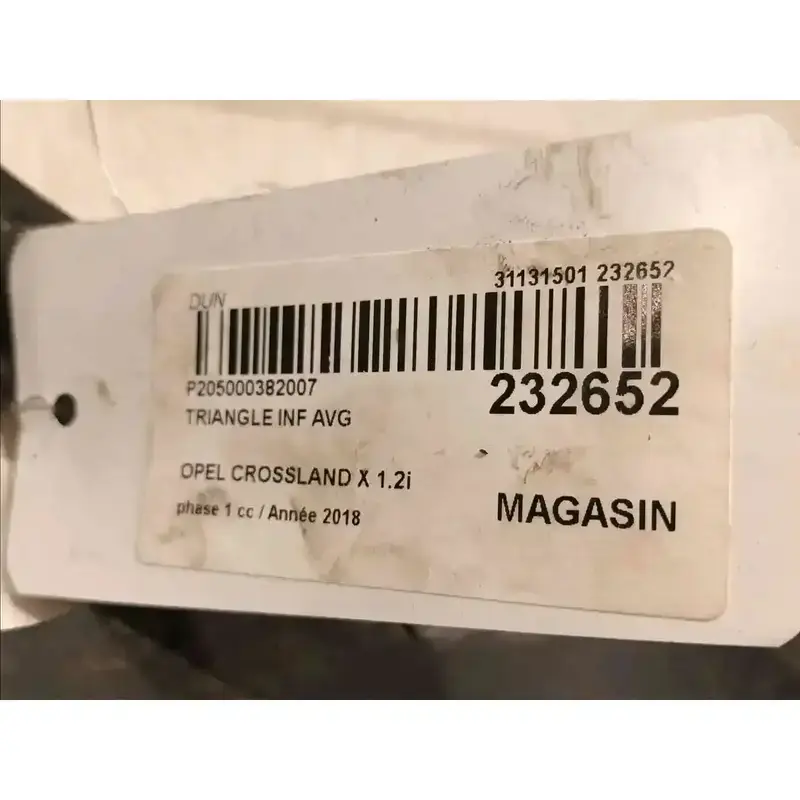 DUN
31131501 232652
P205000382007
232652
TRIANGLE INF AVG
OPEL CROSSLAND X 1.2i
phase 1 cc / Année 2018
MAGASIN